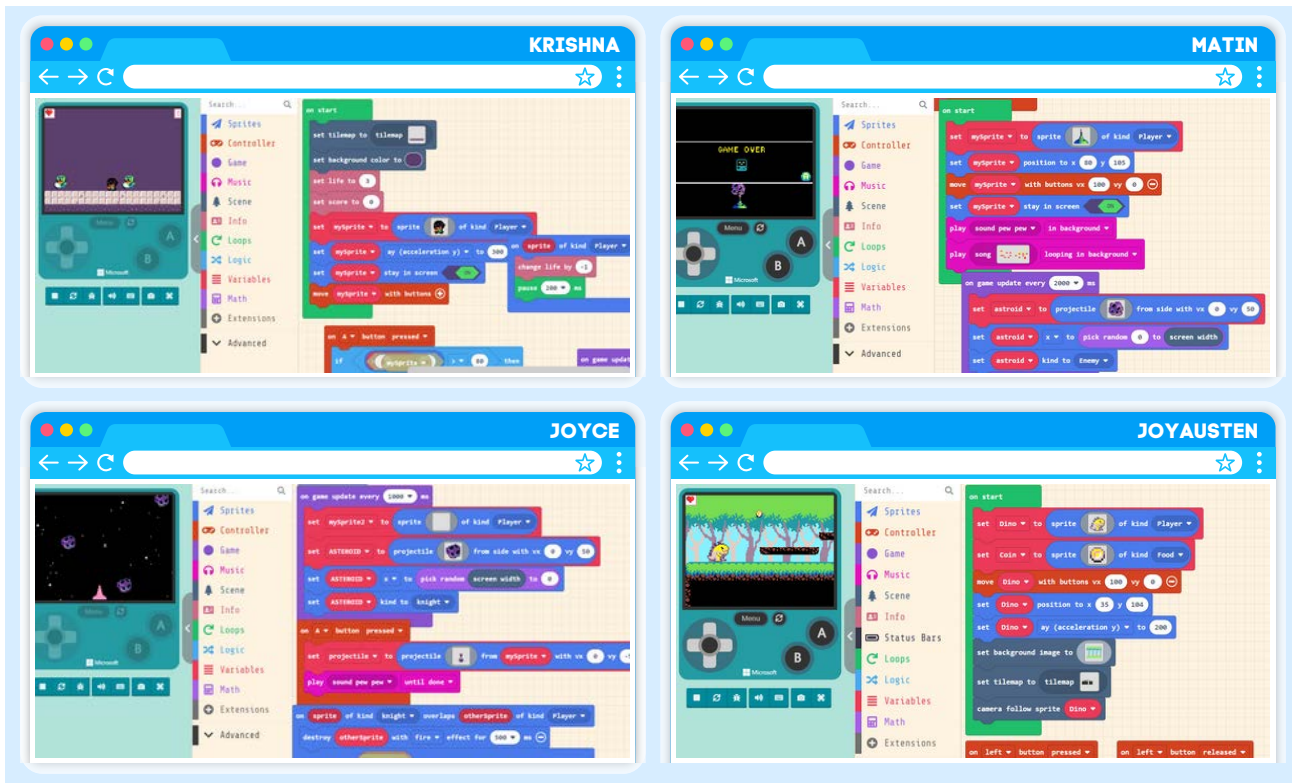 KRISHNA
Search...
Sprites
Controller
Game
Music
Scene
Info
Loops
Logic
Variables
Math
Extensions
Advanced
Menu
A
B
Microsoft
on start
set tilemap to tilemap
set background color to
set life to 3
set score to 0
set mySprite to sprite of kind Player
set mySprite ay (acceleration y) to 300
set mySprite stay in screen ON
move mySprite with buttons
on sprite of kind Player
change life by -1
pause 200 ms
on A button pressed
if mySprite > 80 then
on game updat
MATIN
Search...
Sprites
Controller
Game
Music
Scene
Info
Loops
Logic
Variables
Math
Extensions
Advanced
GAME OVER
Menu
A
B
Microsoft
on start
set mySprite to sprite of kind Player
set mySprite position to x 80 y 105
move mySprite with buttons vx 100 vy 0
set mySprite stay in screen ON
play sound pew pew in background
play song looping in background
on game update every 2000 ms
set astroid to projectile from side with vx 0 vy 50
set astroid x to pick random 0 to screen width
set astroid kind to Enemy
JOYCE
Search...
Sprites
Controller
Game
Music
Scene
Info
Loops
Logic
Variables
Math
Extensions
Advanced
Menu
A
B
Microsoft
on game update every 1000 ms
set mySprite2 to sprite of kind Player
set ASTEROID to projectile from side with vx 0 vy 50
set ASTEROID x to pick random screen width to 0
set ASTEROID kind to knight
on A button pressed
set projectile to projectile from mySprite with vx 0 vy
play sound pew pew until done
on sprite of kind knight overlaps otherSprite of kind Player
destroy otherSprite with fire effect for 500 ms
JOYAUSTEN
Search...
Sprites
Controller
Game
Music
Scene
Info
Status Bars
Loops
Logic
Variables
Math
Extensions
Menu
A
B
Microsoft
on start
set Dino to sprite of kind Player
set Coin to sprite of kind Food
move Dino with buttons vx 100 vy 0
set Dino position to x 35 y 104
set Dino ay (acceleration y) to 200
set background image to
set tilemap to tilemap
camera follow sprite Dino
on left button pressed
on left button released